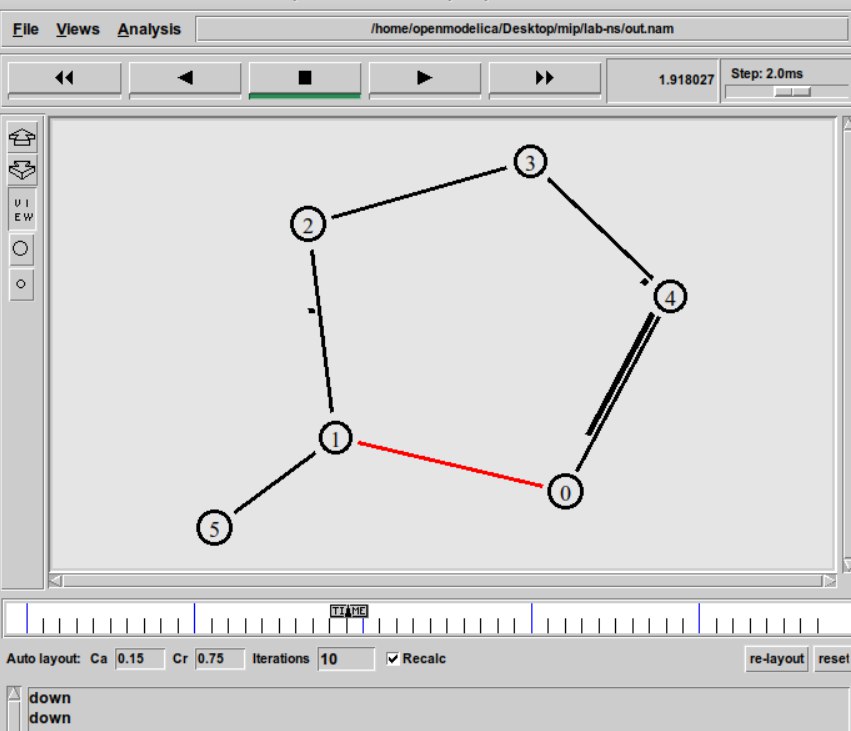 File Views Analysis /home/openmodelica/Desktop/mip/lab-ns/out.nam
1.918027 Step: 2.0ms
VI
EW
3
2
4
1
0
5
TIME
Auto layout: Ca 0.15 Cr 0.75 Iterations 10 Recalc re-layout reset
down
down